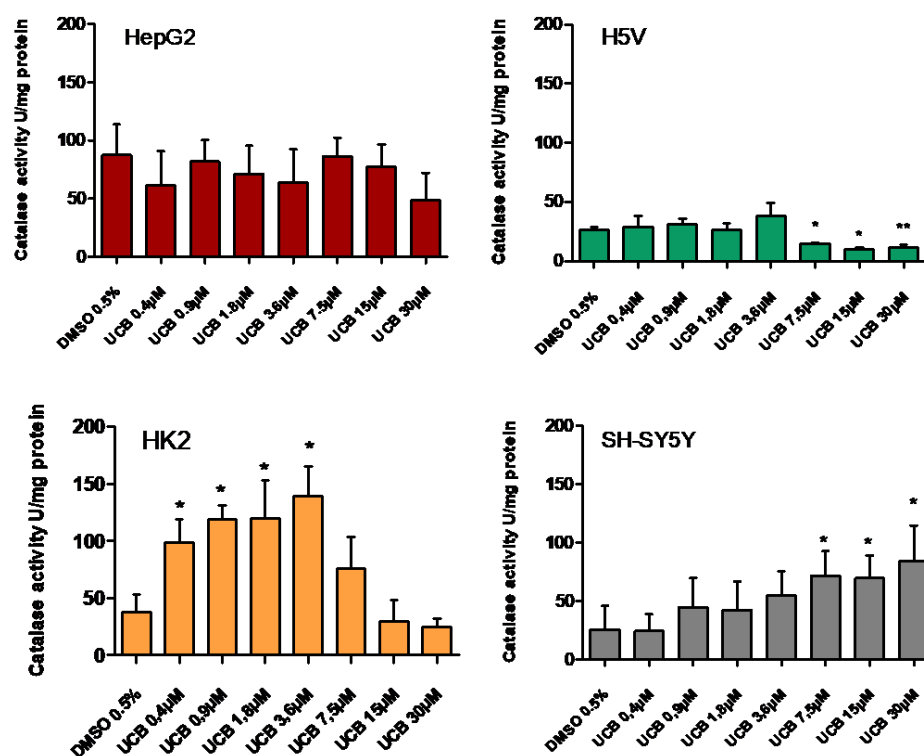 HepG2
Catalase activity U/mg protein
200
150
100
50
0
DMSO 0.5%
UCB 0.4µM
UCB 0.9µM
UCB 1.8µM
UCB 3.6µM
UCB 7.5µM
UCB 15µM
UCB 30µM
H5V
Catalase activity U/mg protein
200
150
100
50
0
*
*
**
DMSO 0.5%
UCB 0,4µM
UCB 0,9µM
UCB 1,8µM
UCB 3,6µM
UCB 7,5µM
UCB 15µM
UCB 30µM
HK2
Catalase activity U/mg protein
200
150
100
50
0
*
*
*
*
DMSO 0.5%
UCB 0,4µM
UCB 0,9µM
UCB 1,8µM
UCB 3,6µM
UCB 7,5µM
UCB 15µM
UCB 30µM
SH-SY5Y
Catalase activity U/mg protein
200
150
100
50
0
*
*
*
DMSO 0.5%
UCB 0,4µM
UCB 0,9µM
UCB 1,8µM
UCB 3,6µM
UCB 7,5µM
UCB 15µM
UCB 30µM